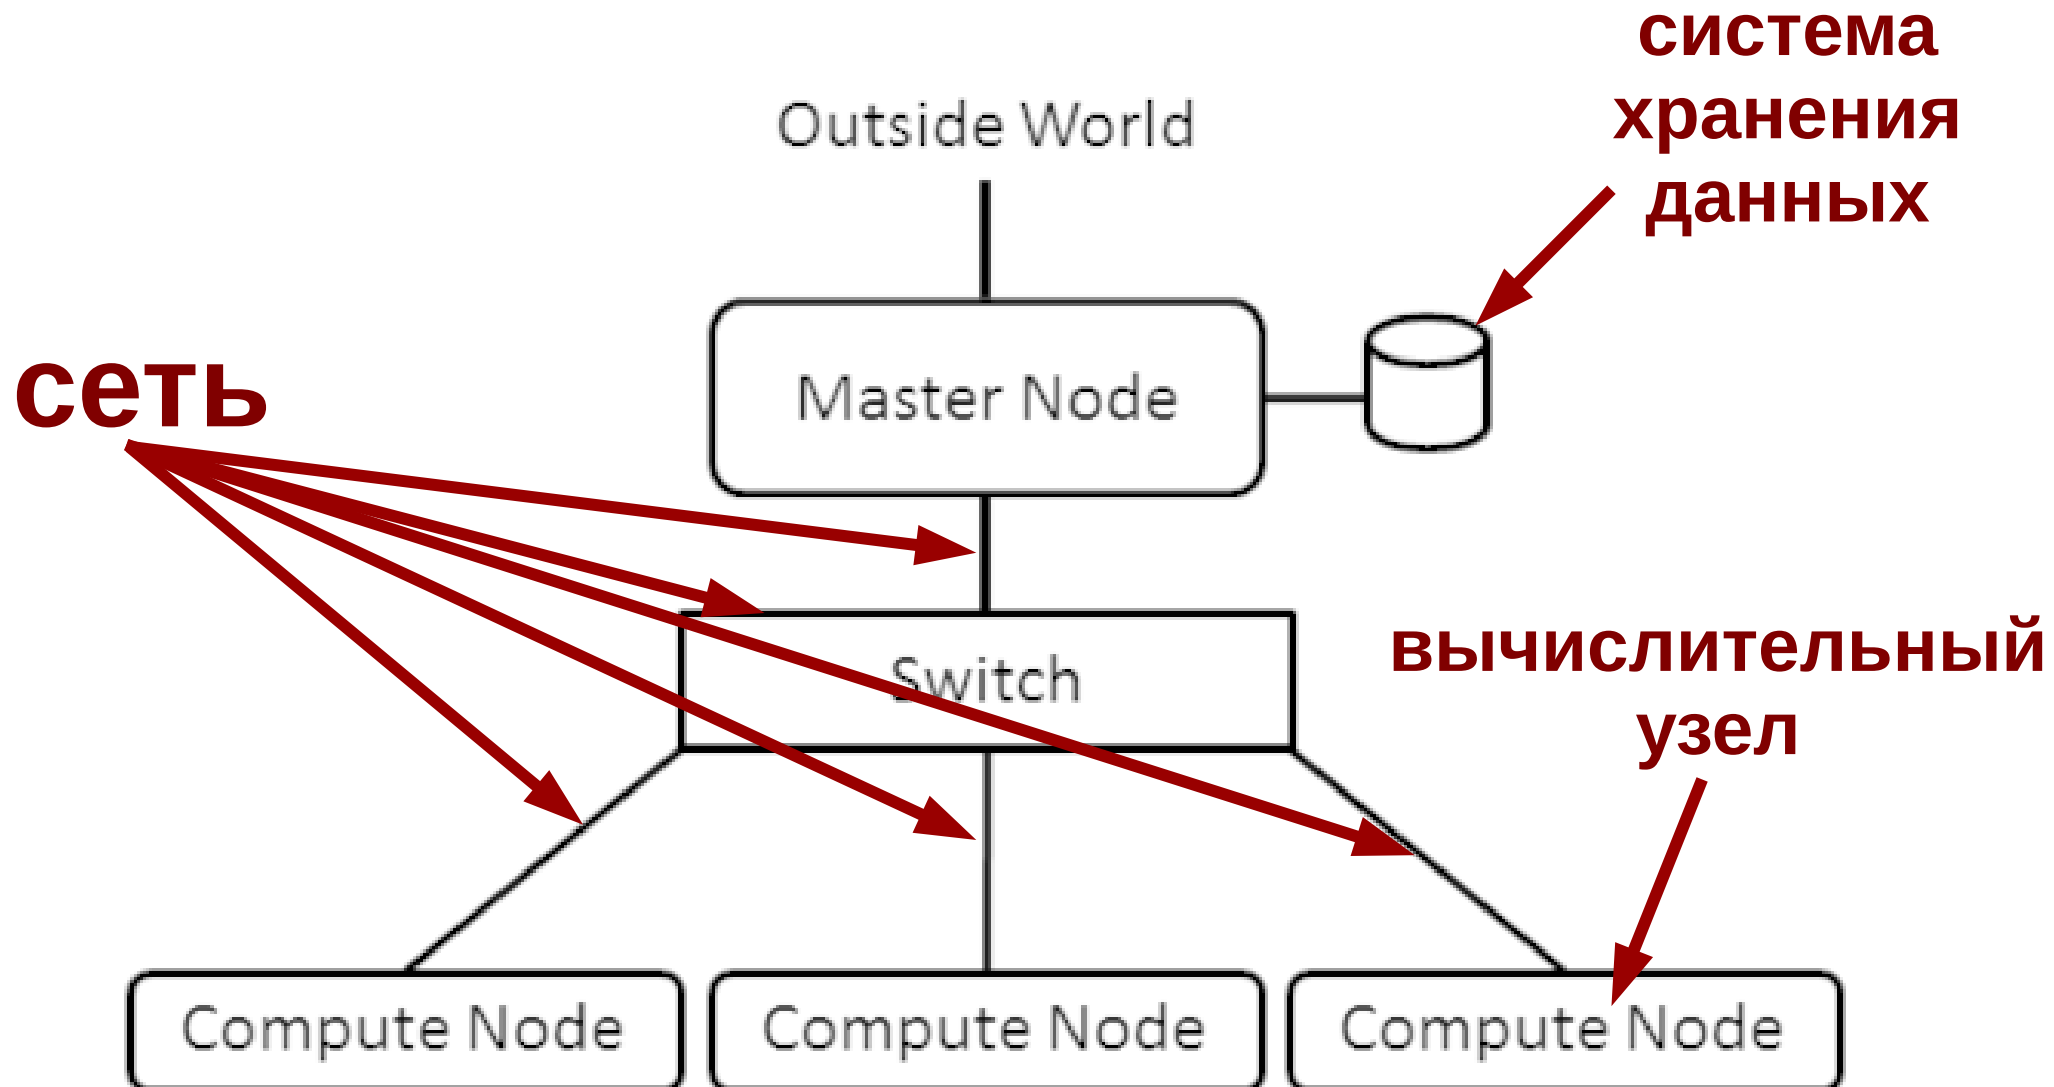 система
хранения
данных
Outside World
сеть
Master Node
Switch
вычислительный
узел
Compute Node
Compute Node
Compute Node